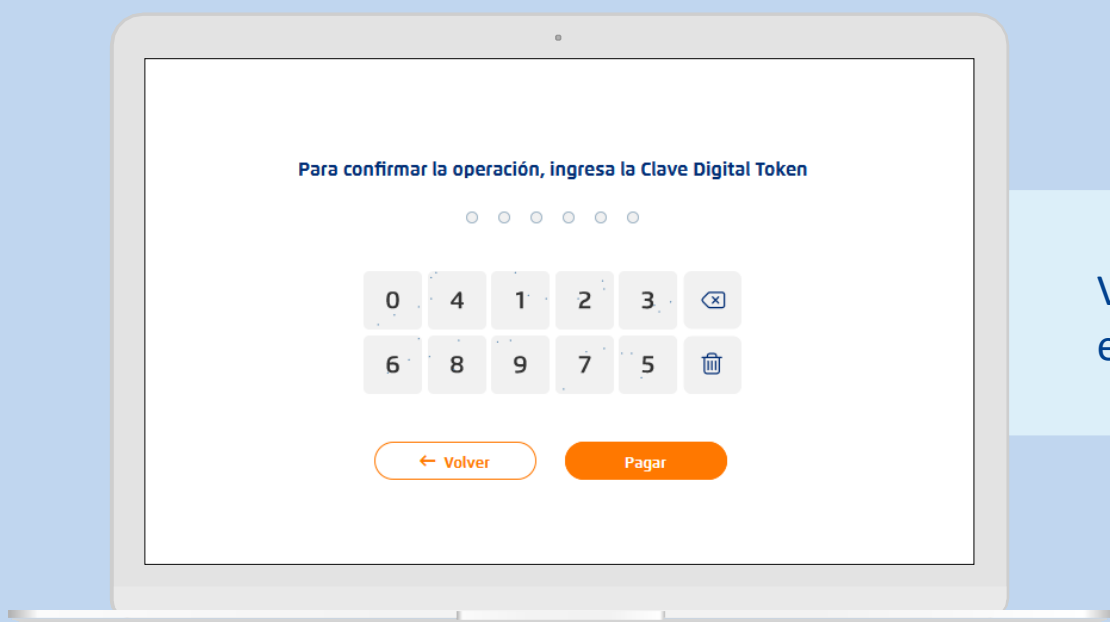 Para confirmar la operación, ingresa la Clave Digital Token
0 4 1 2 3
6 8 9 7 5
← Volver
Pagar